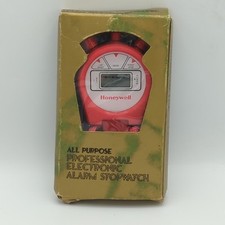 Honeywell
ALL PURPOSE
PROFESSIONAL
ELECTRONIC
ALARM STOPWATCH